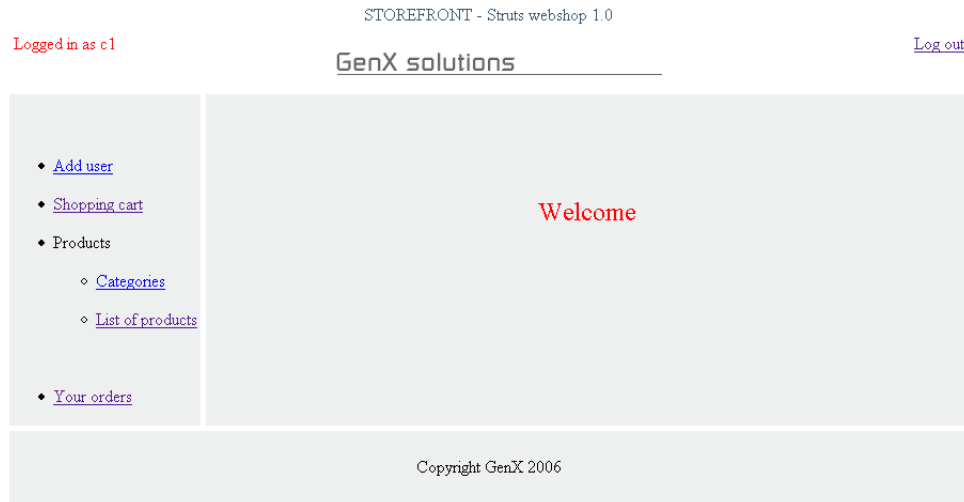 STOREFRONT - Struts webshop 1.0
Logged in as c1
Log out
GenX solutions
Add user
Shopping cart
Products
Categories
List of products
Your orders
Welcome
Copyright GenX 2006